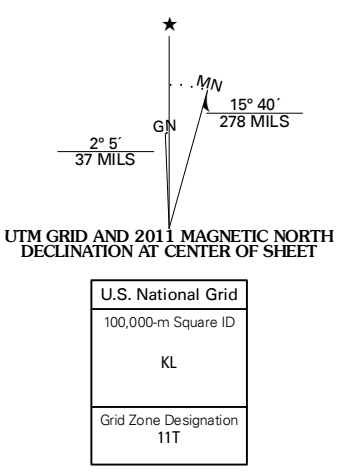 ★
MN
GN
15° 40´
278 MILS
2° 5´
37 MILS
UTM GRID AND 2011 MAGNETIC NORTH
DECLINATION AT CENTER OF SHEET
U.S. National Grid
100,000-m Square ID
KL
Grid Zone Designation
11T